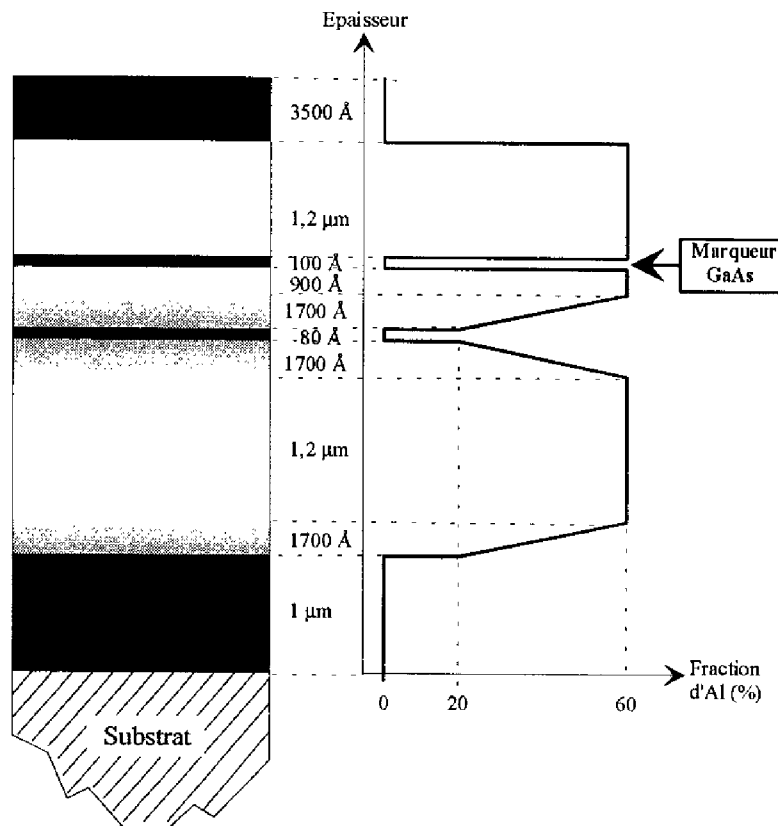 Epaisseur
3500 Å
1,2 µm
100 Å
900 Å
1700 Å
80 Å
1700 Å
1,2 µm
1700 Å
1 µm
Marqueur
GaAs
0
20
60
Fraction
d'Al (%)
Substrat